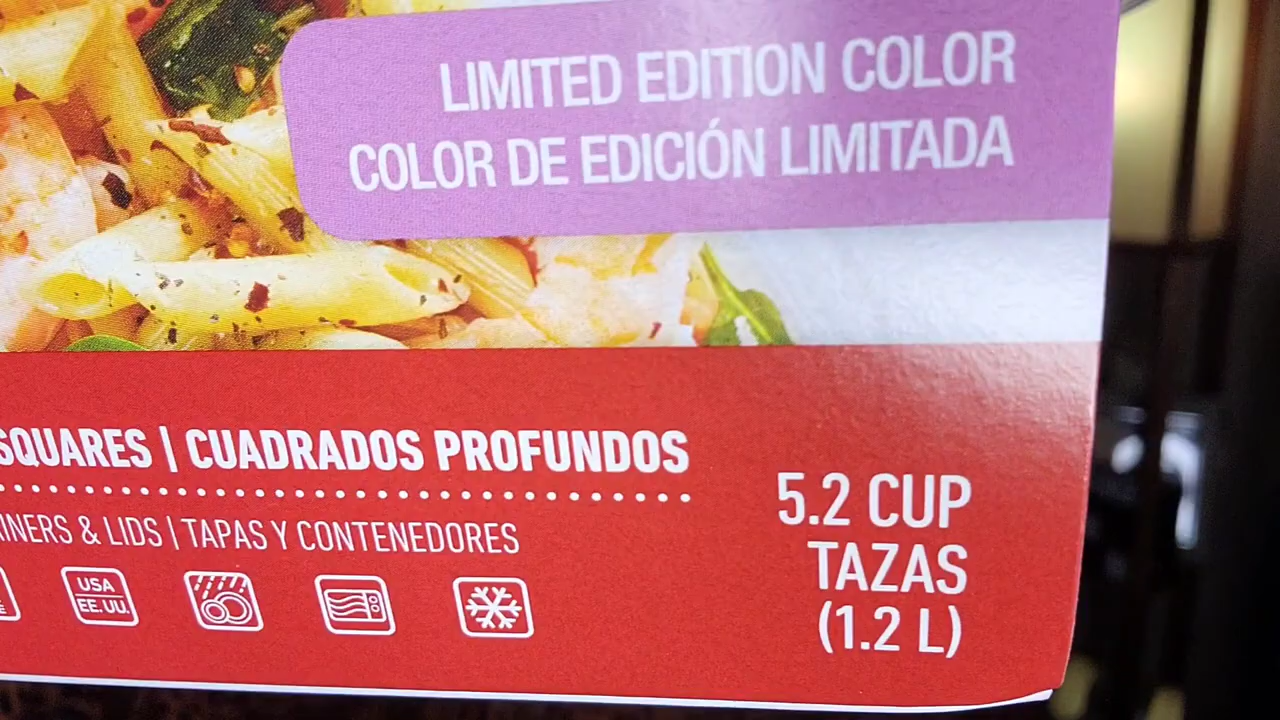 LIMITED EDITION COLOR
COLOR DE EDICIÓN LIMITADA
SQUARES | CUADRADOS PROFUNDOS
INERS & LIDS | TAPAS Y CONTENEDORES
USA
EE.UU.
5.2 CUP
TAZAS
(1.2 L)